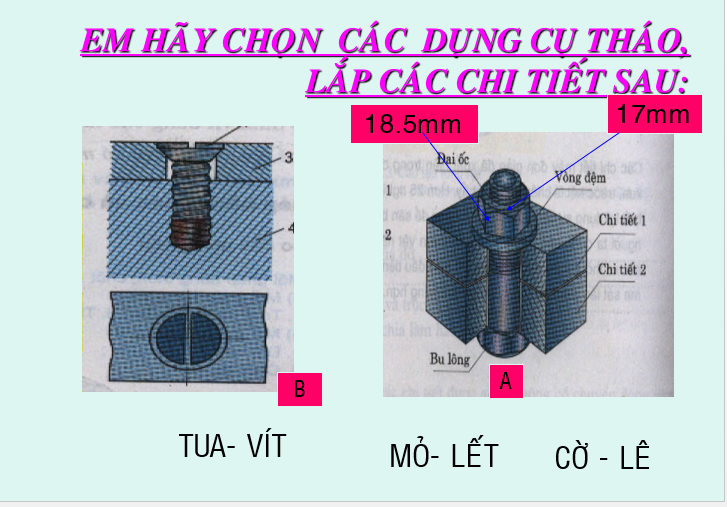 EM HÃY CHỌN CÁC DỤNG CỤ THÁO,
LẮP CÁC CHI TIẾT SAU:
18.5mm
17mm
3
4
B
Đai ốc
Vòng đệm
1
2
Chi tiết 1
Chi tiết 2
Bu lông
A
TUA- VÍT
MỎ- LẾT
CỜ - LÊ